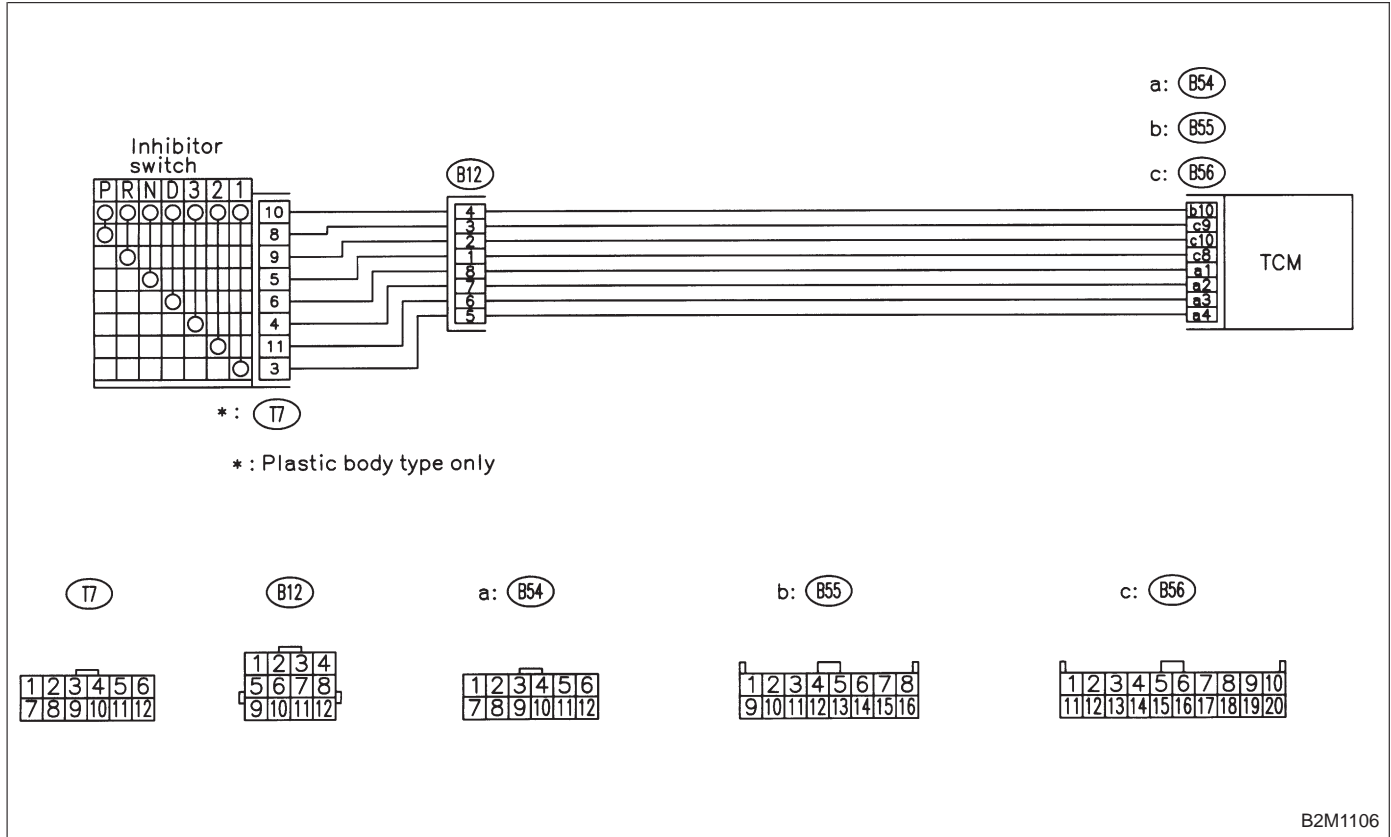 a: B54
b: B55
c: B56
Inhibitor
switch
P R N D 3 2 1
B12
10
8
9
5
6
4
11
3
4
3
2
1
8
7
6
5
b10
c9
c10
c8
a1
a2
a3
a4
TCM
* : T7
* : Plastic body type only
T7
B12
a: B54
b: B55
c: B56
1 2 3 4 5 6
7 8 9 10 11 12
1 2 3 4
5 6 7 8
9 10 11 12
1 2 3 4 5 6
7 8 9 10 11 12
1 2 3 4 5 6 7 8
9 10 11 12 13 14 15 16
1 2 3 4 5 6 7 8 9 10
11 12 13 14 15 16 17 18 19 20
B2M1106